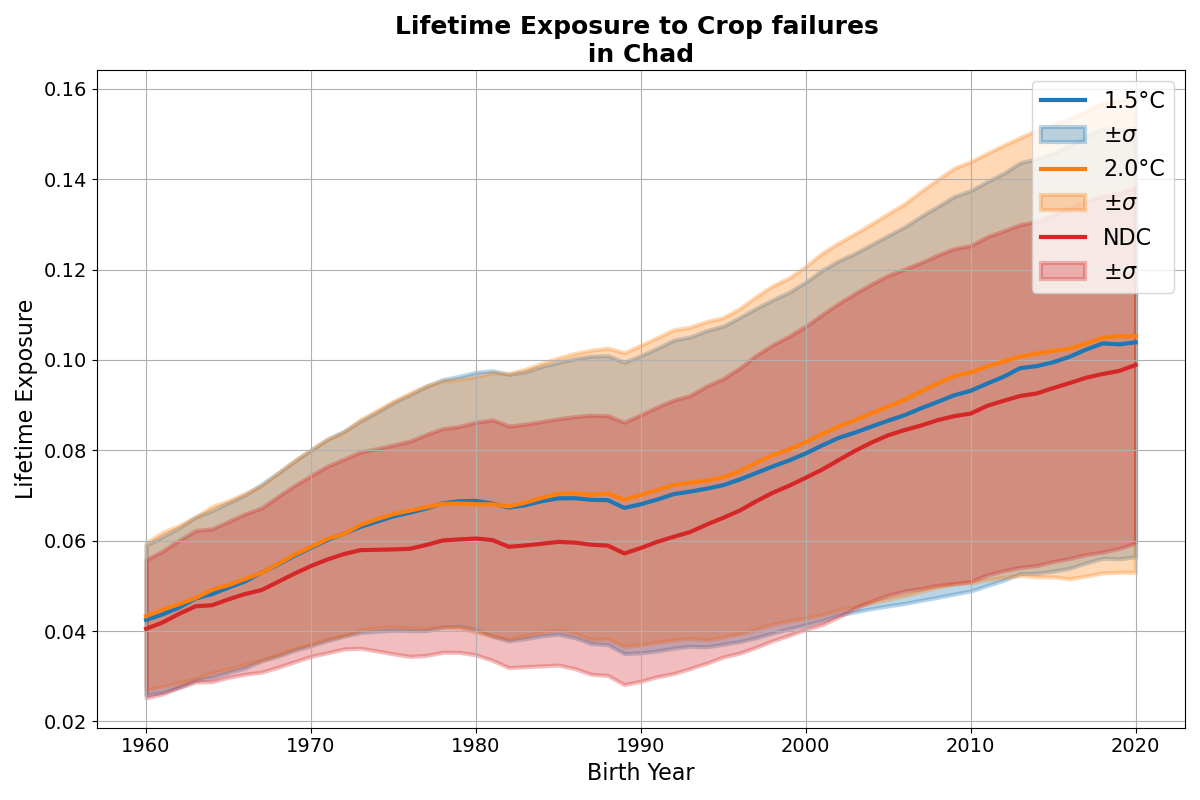 Lifetime Exposure to Crop failures
in Chad
Lifetime Exposure
0.16
0.14
0.12
0.10
0.08
0.06
0.04
0.02
1.5°C
±σ
2.0°C
±σ
NDC
±σ
1960 1970 1980 1990 2000 2010 2020
Birth Year